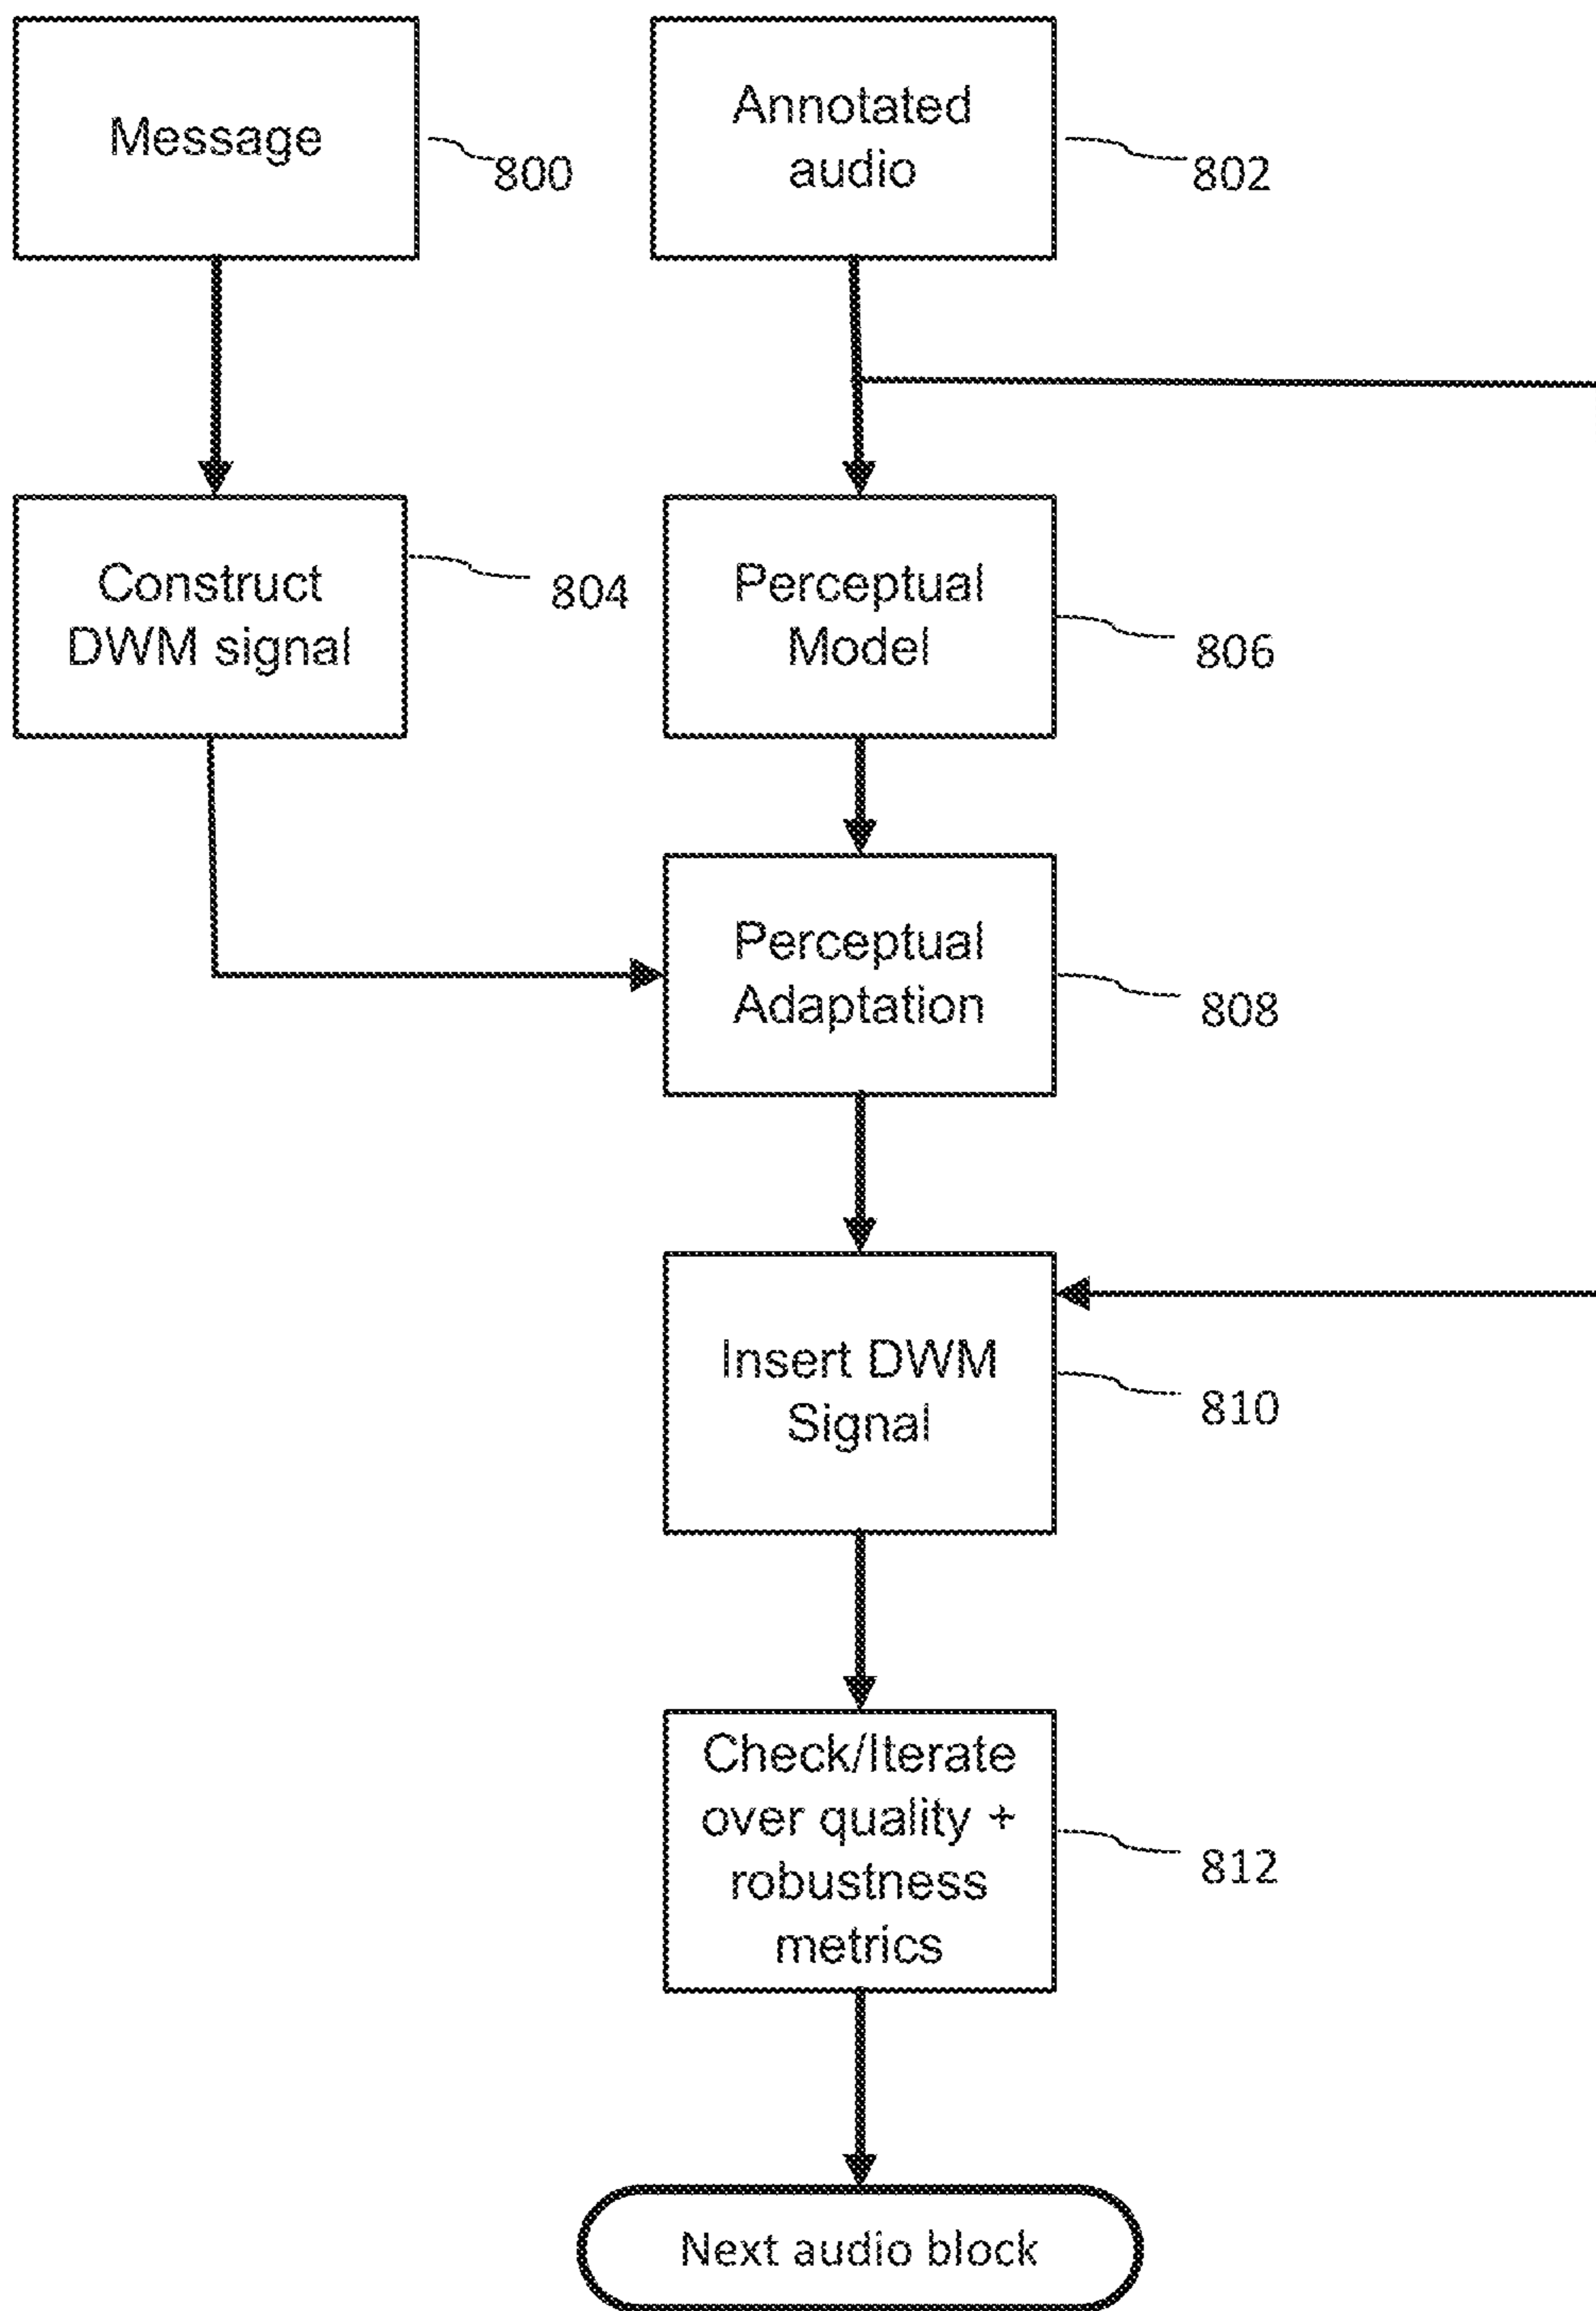 Message
800
Annotated
audio
802
Construct
DWM signal
804
Perceptual
Model
806
Perceptual
Adaptation
808
Insert DWM
Signal
810
Check/Iterate
over quality +
robustness
metrics
812
Next audio block